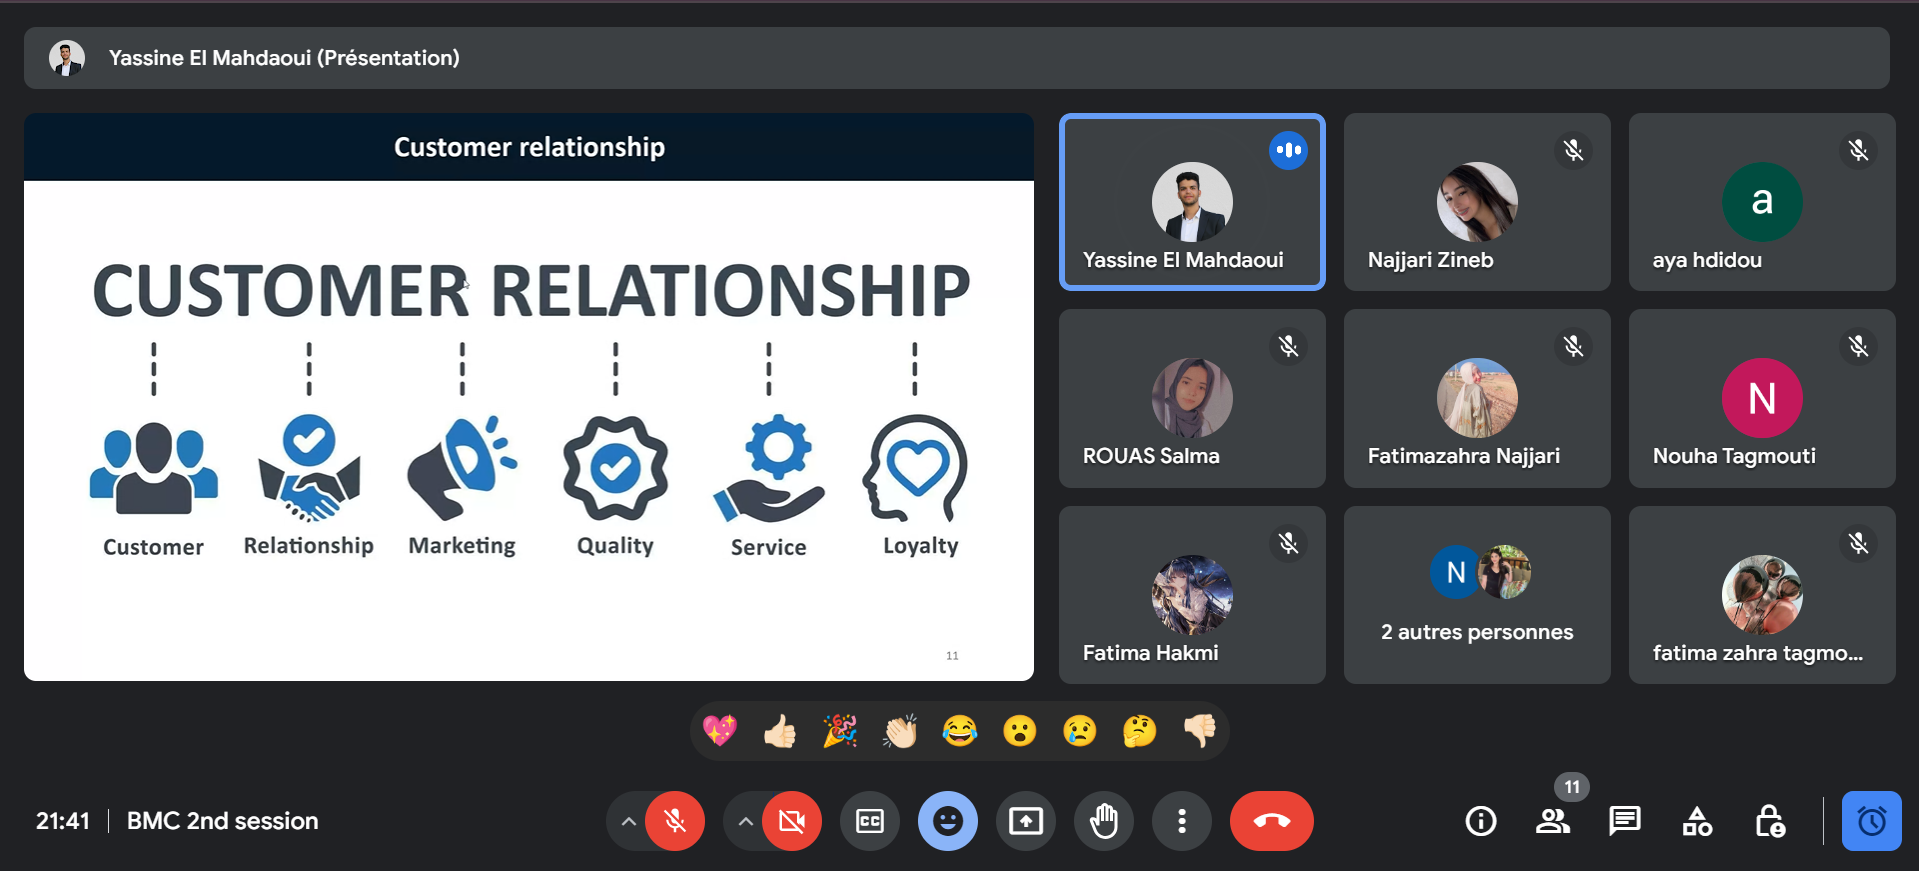 Yassine El Mahdaoui (Présentation)
Customer relationship
CUSTOMER RELATIONSHIP
Customer
Relationship
Marketing
Quality
Service
Loyalty
11
Yassine El Mahdaoui
Najjari Zineb
a
aya hdidou
ROUAS Salma
Fatimazahra Najjari
N
Nouha Tagmouti
Fatima Hakmi
N
2 autres personnes
fatima zahra tagmo...
21:41
BMC 2nd session
CC
11